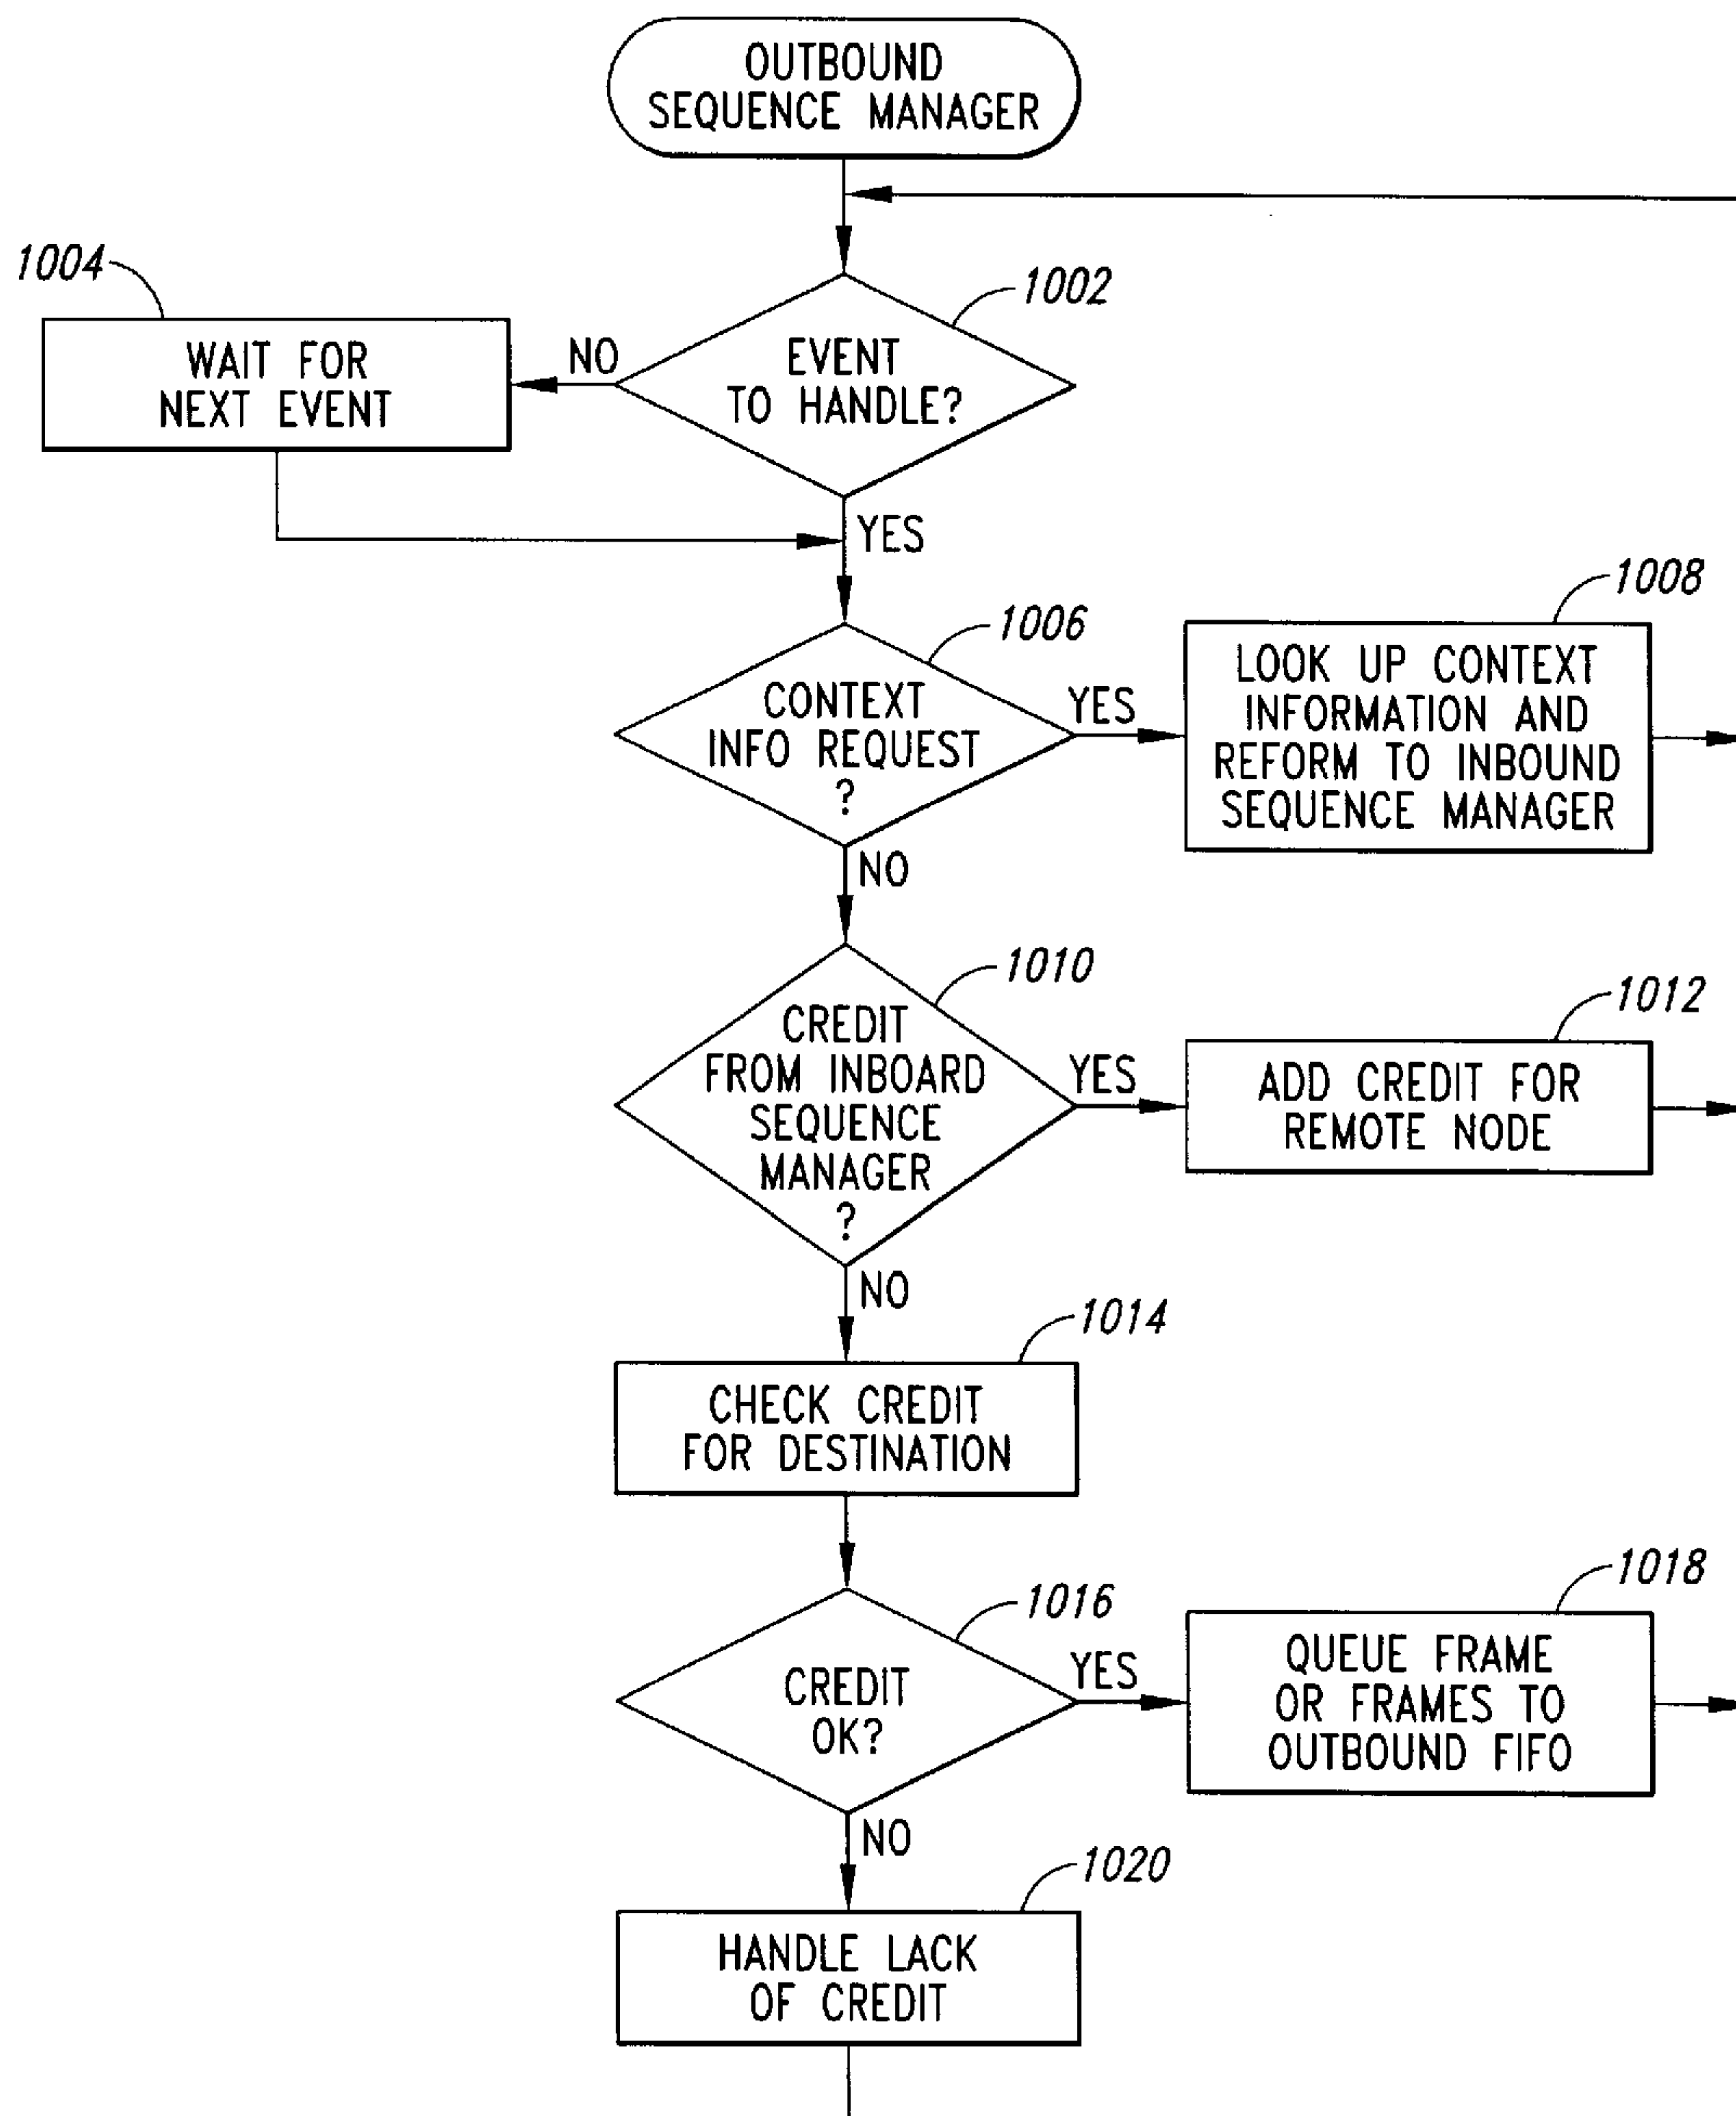 OUTBOUND
SEQUENCE MANAGER
1004
1002
WAIT FOR
NEXT EVENT
NO
EVENT
TO HANDLE?
YES
1006
1008
CONTEXT
INFO REQUEST
?
YES
LOOK UP CONTEXT
INFORMATION AND
REFORM TO INBOUND
SEQUENCE MANAGER
NO
1010
1012
CREDIT
FROM INBOARD
SEQUENCE
MANAGER
?
YES
ADD CREDIT FOR
REMOTE NODE
NO
1014
CHECK CREDIT
FOR DESTINATION
1016
1018
CREDIT
OK?
YES
QUEUE FRAME
OR FRAMES TO
OUTBOUND FIFO
NO
1020
HANDLE LACK
OF CREDIT